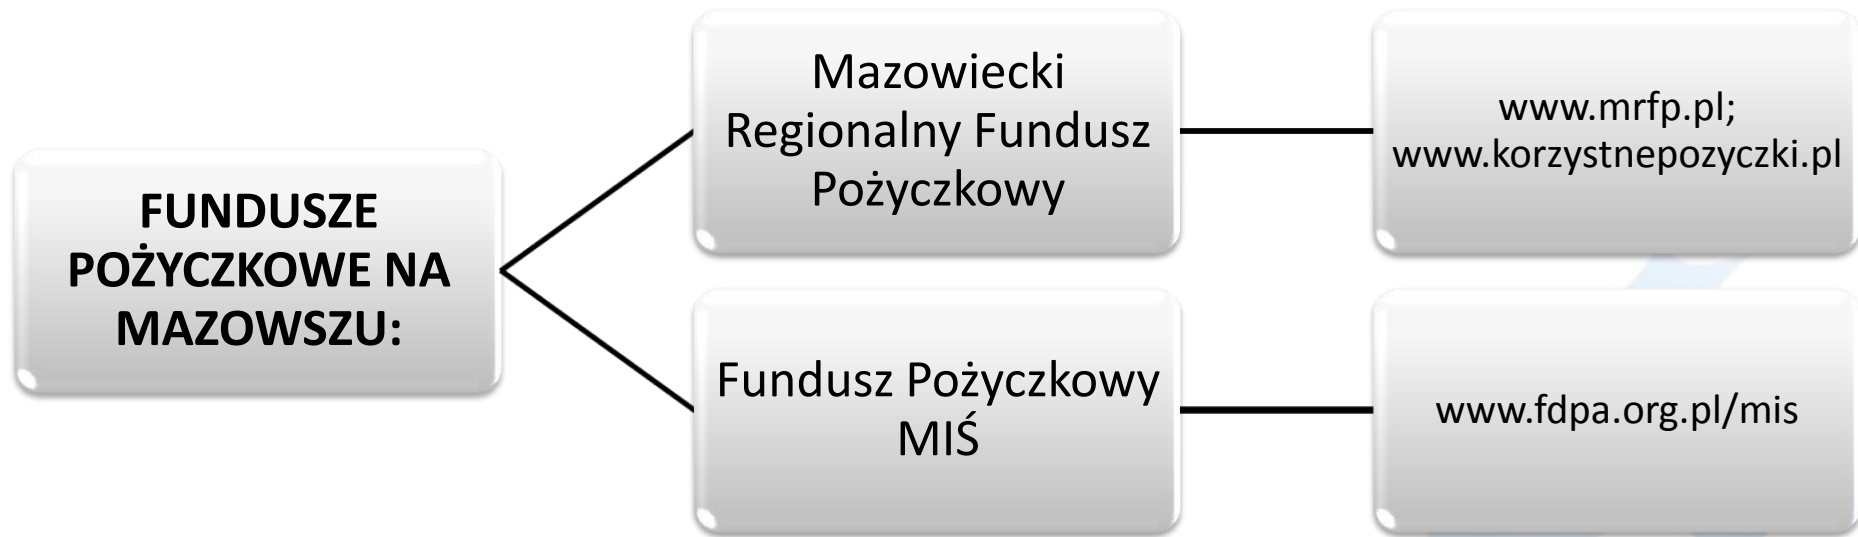 FUNDUSZE
POŻYCZKOWE NA
MAZOWSZU:
Mazowiecki
Regionalny Fundusz
Pożyczkowy
www.mrfp.pl;
www.korzystnepozyczki.pl
Fundusz Pożyczkowy
MIŚ
www.fdpa.org.pl/mis